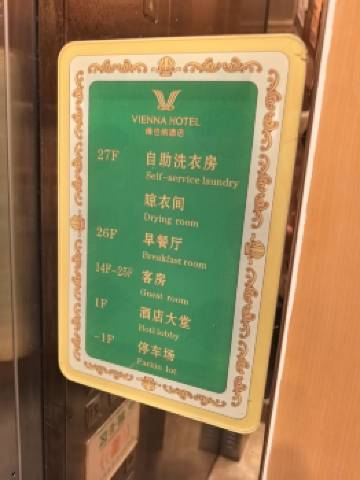 VIENNA HOTEL
维也纳酒店
27F 自助洗衣房
Self-service laundry
晾衣间
Drying room
26F 早餐厅
Breakfast room
14F-25F 客房
Guest room
1F 酒店大堂
Hotl lobby
-1F 停车场
Parkin lot